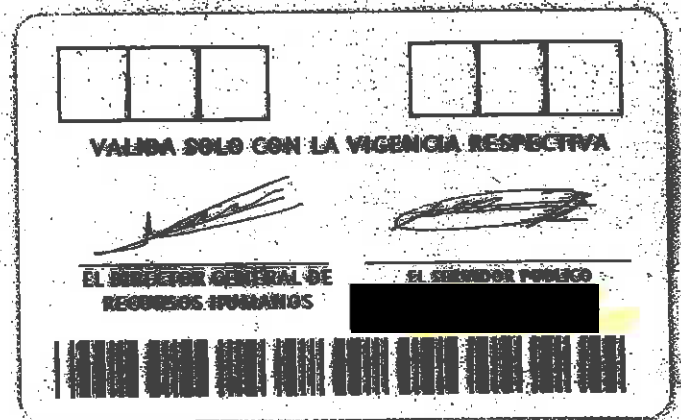 VALIDA SOLO CON LA VIGENCIA RESPECTIVA
EL DIRECTOR GENERAL DE
RECURSOS HUMANOS
EL SERVIDOR PUBLICO